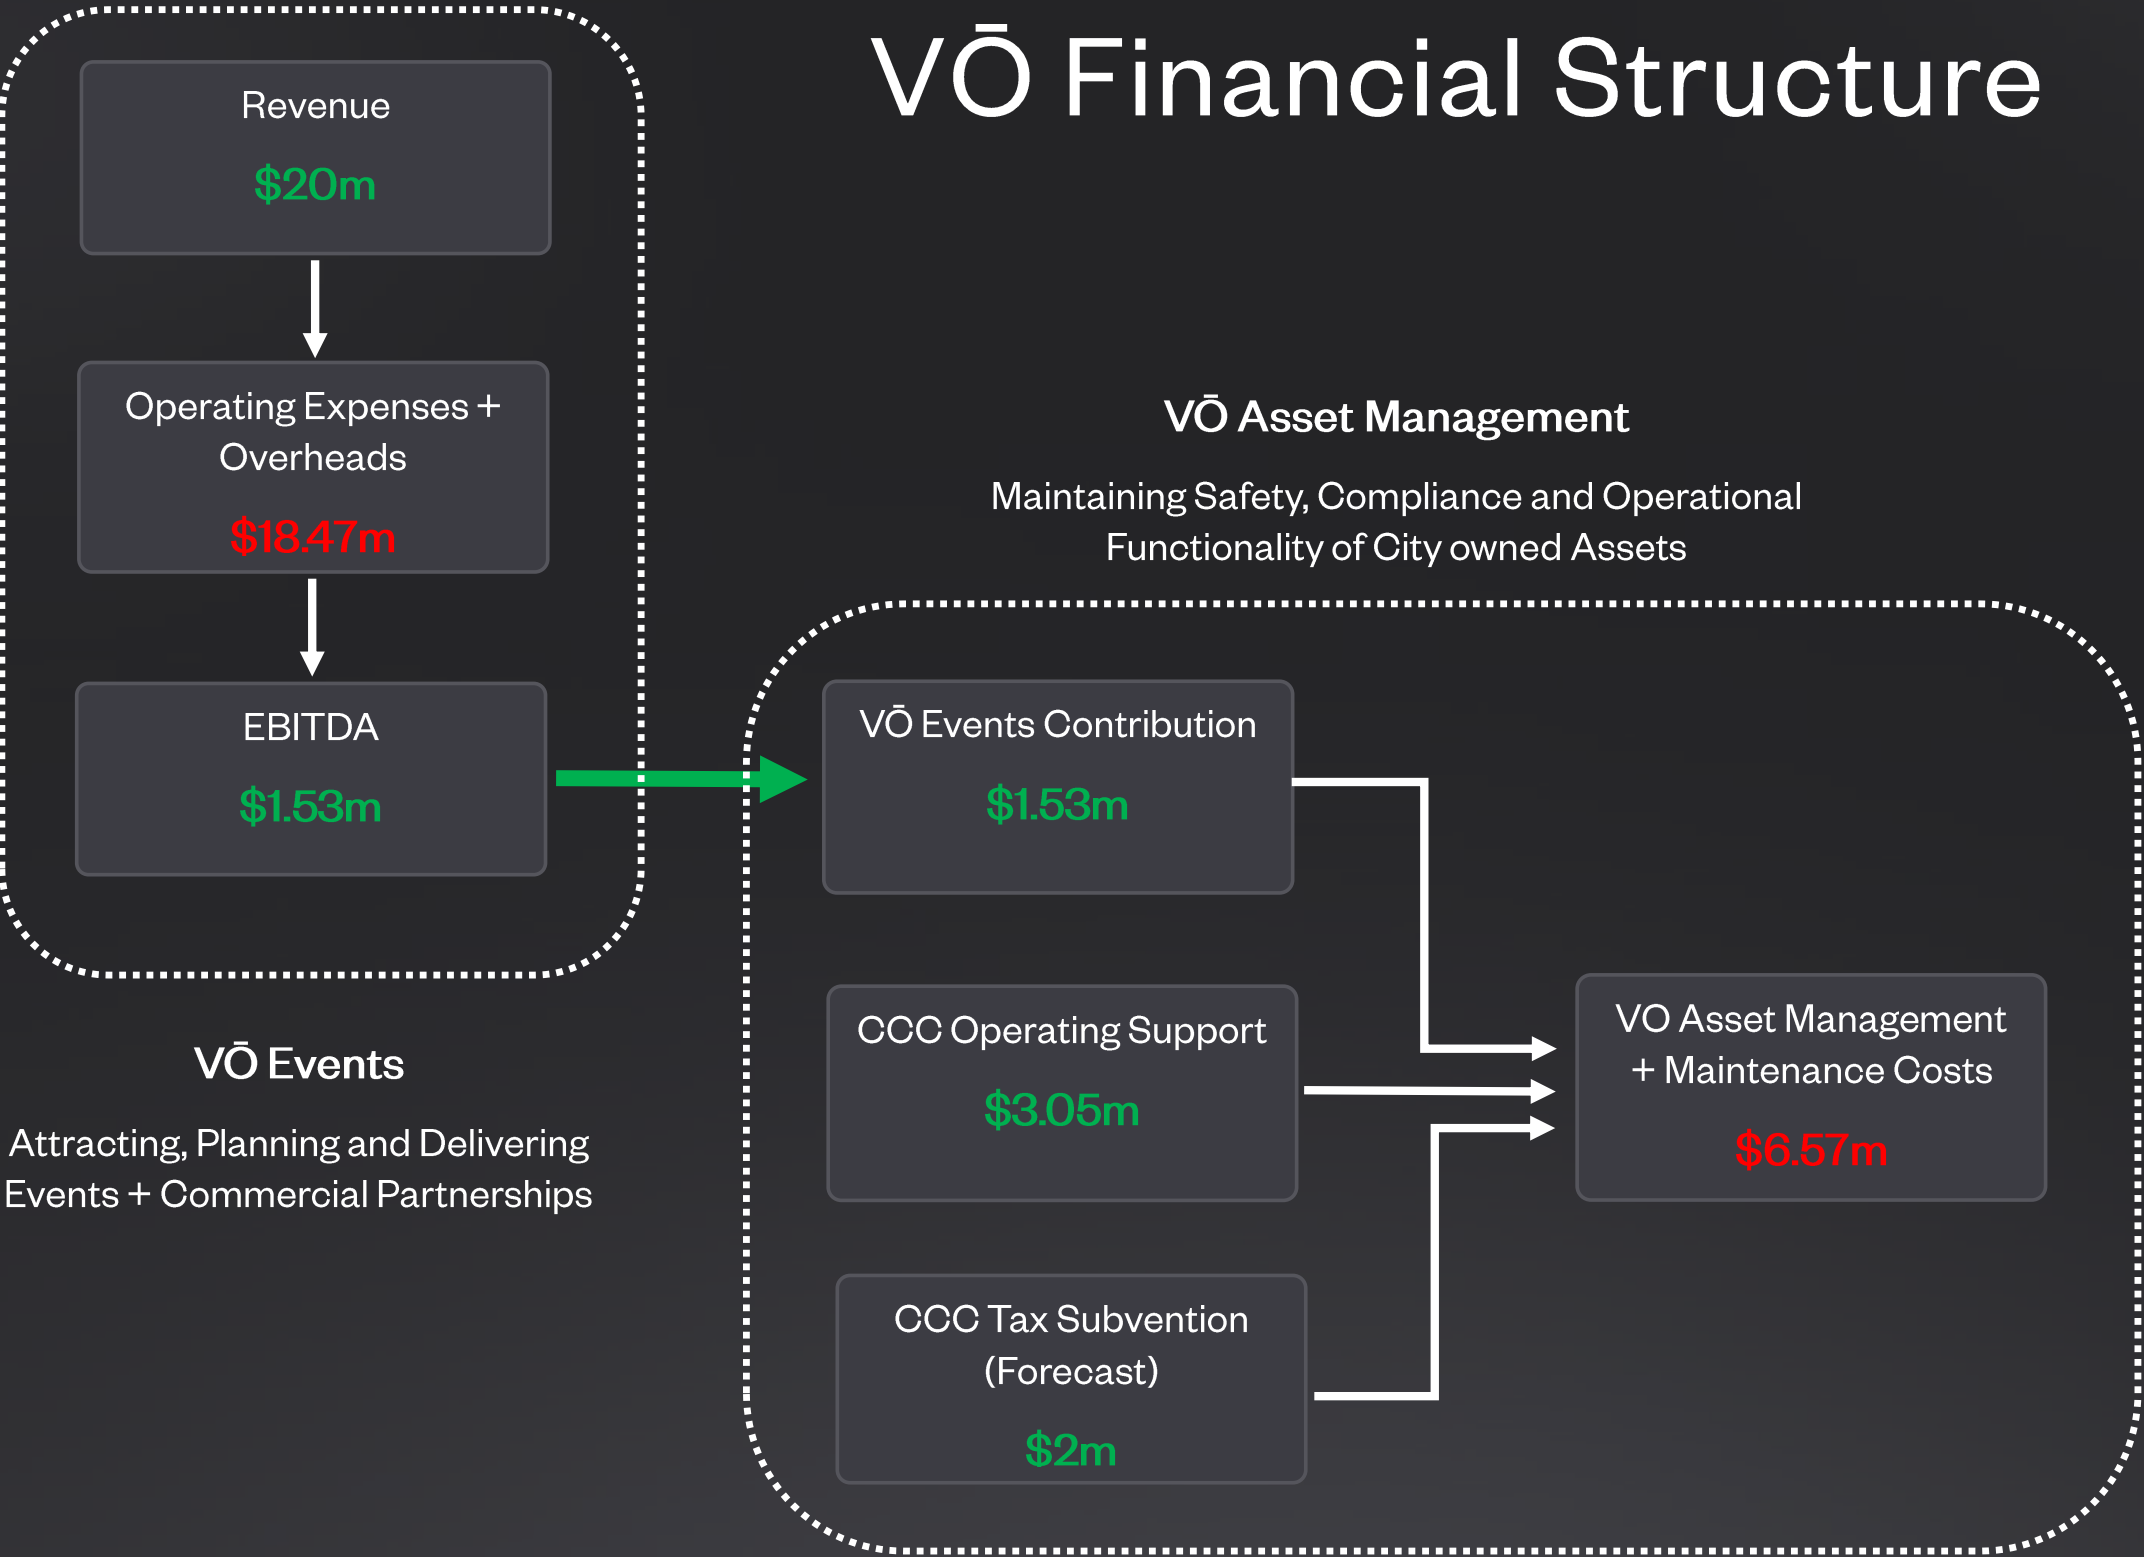 VŌ Financial Structure
Revenue
$20m
Operating Expenses +
Overheads
$18.47m
EBITDA
$1.53m
VŌ Events
Attracting, Planning and Delivering
Events + Commercial Partnerships
VŌ Asset Management
Maintaining Safety, Compliance and Operational
Functionality of City owned Assets
VŌ Events Contribution
$1.53m
CCC Operating Support
$3.05m
CCC Tax Subvention
(Forecast)
$2m
VO Asset Management
+ Maintenance Costs
$6.57m